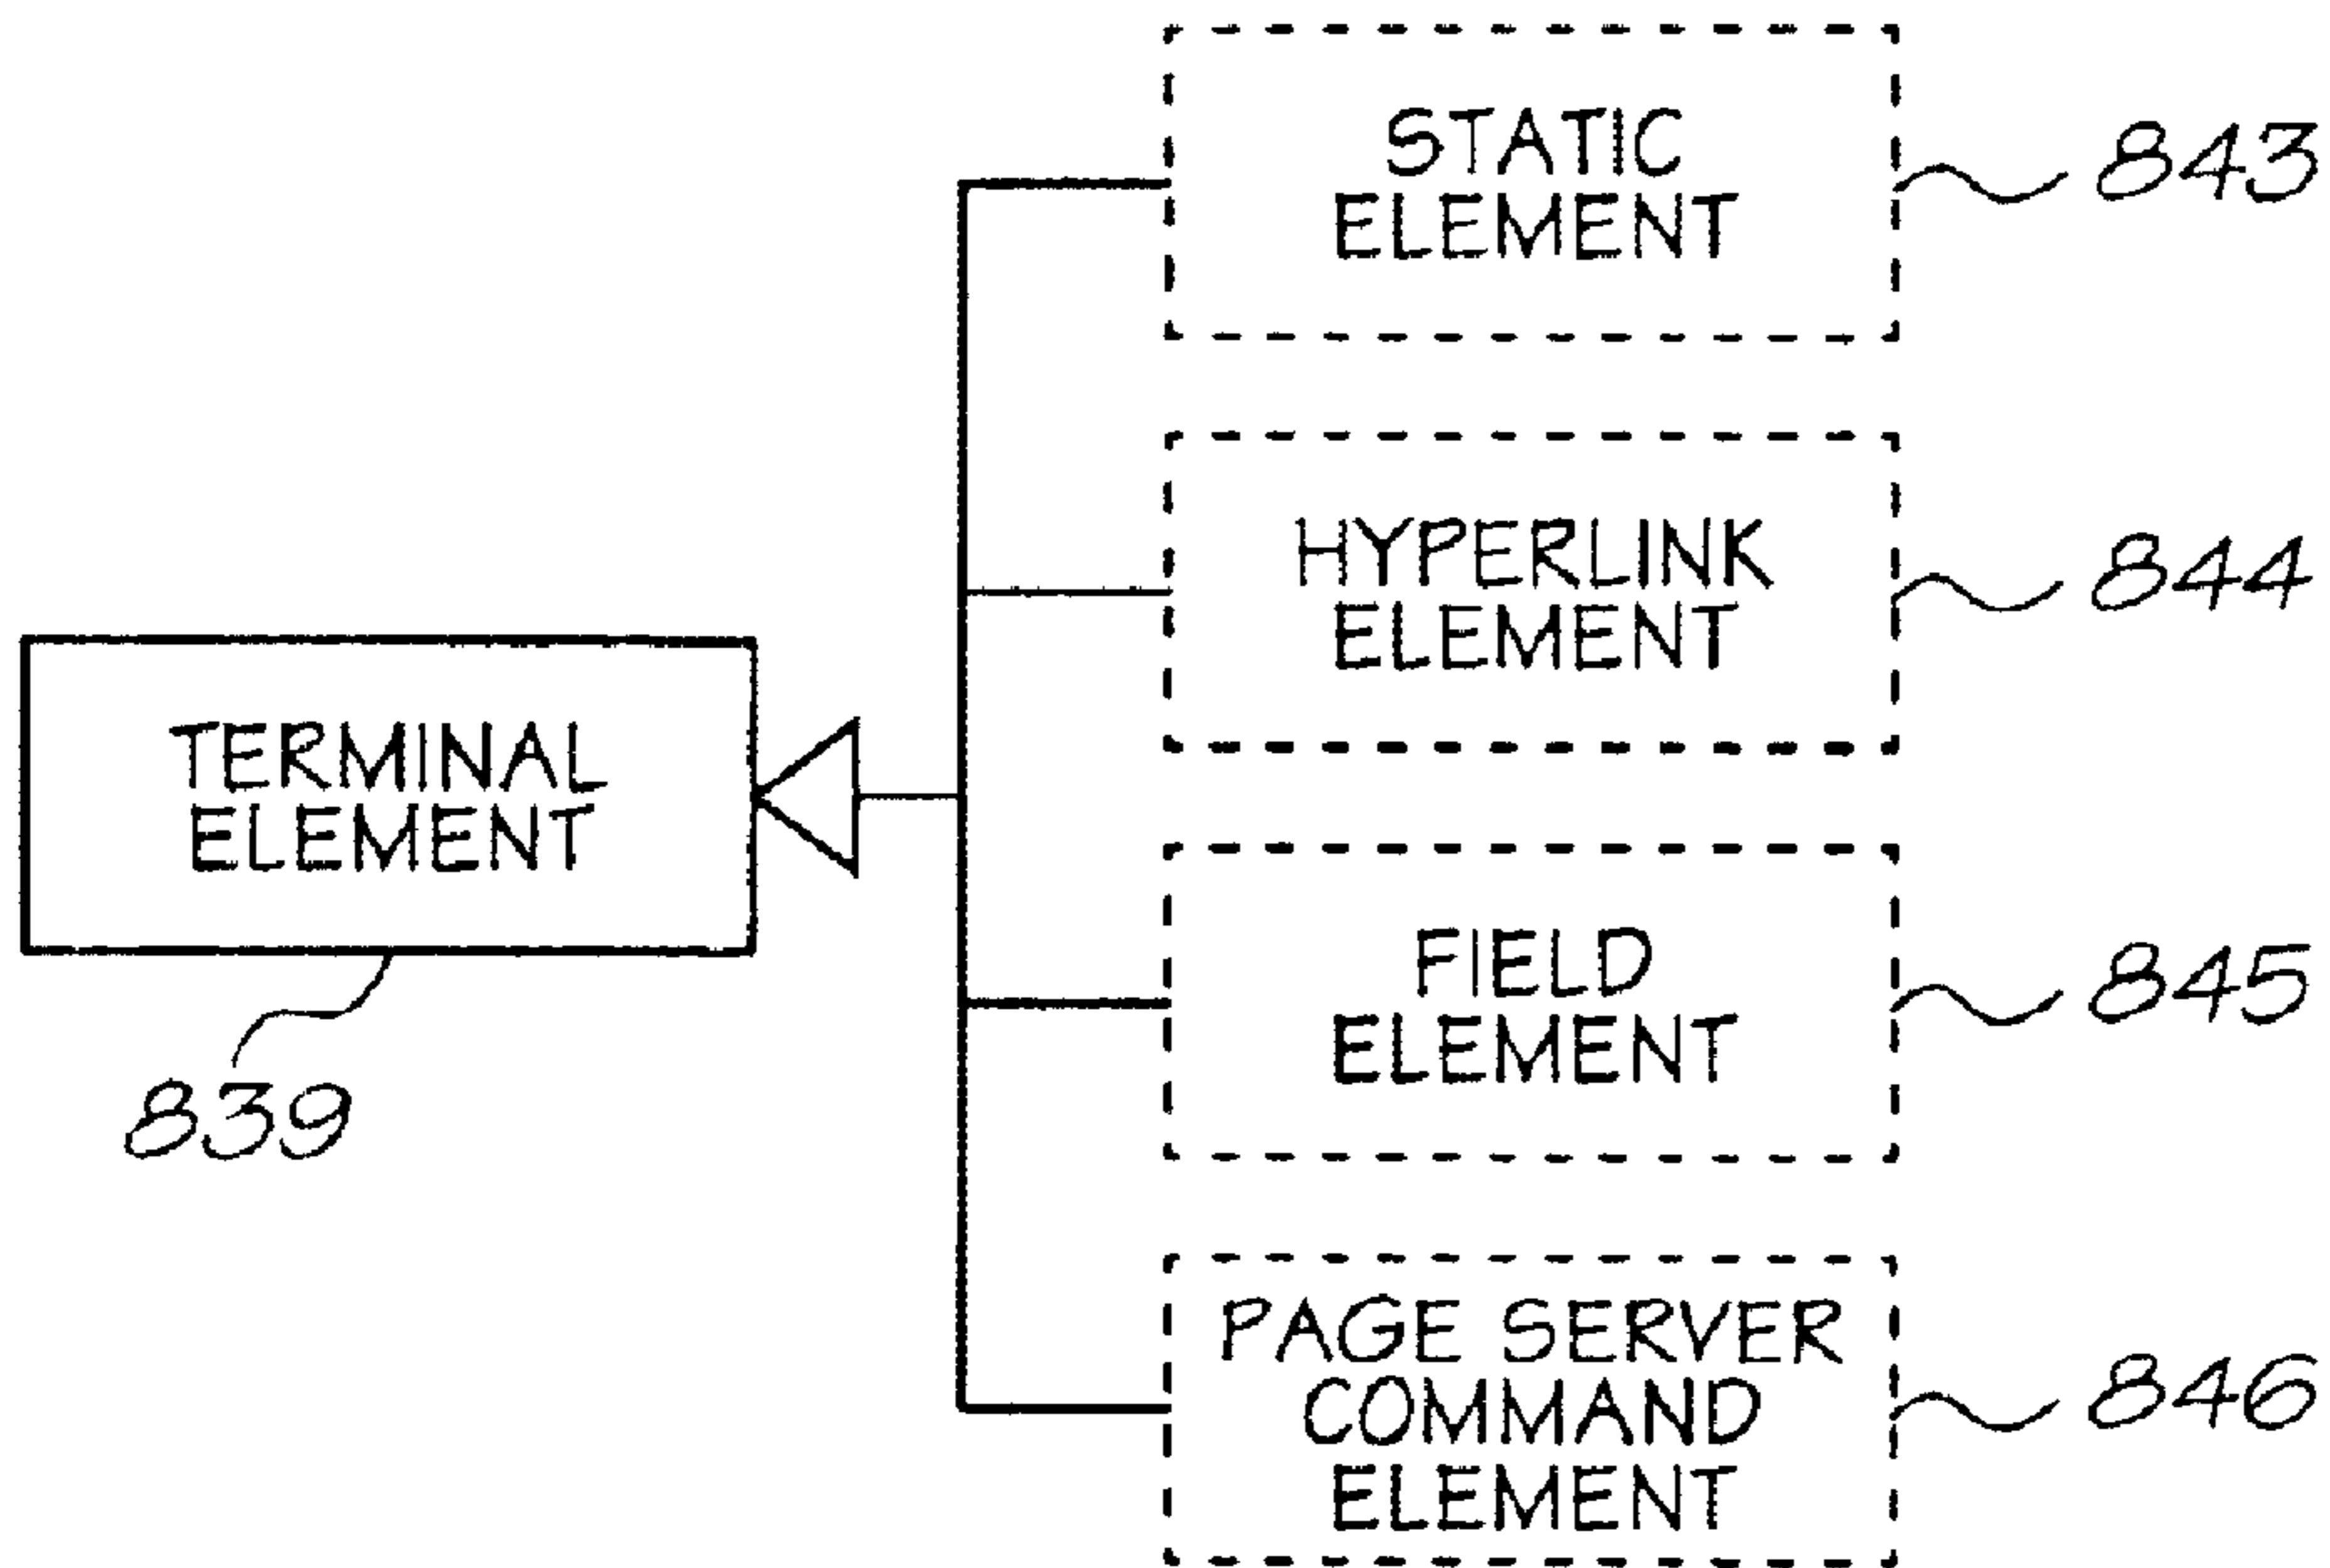 STATIC
ELEMENT
843
HYPERLINK
ELEMENT
844
TERMINAL
ELEMENT
839
FIELD
ELEMENT
845
PAGE SERVER
COMMAND
ELEMENT
846